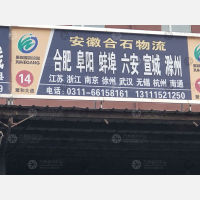 安徽合石物流
合肥 阜阳 蚌埠 六安 宣城 滁州
江苏 浙江 南京 徐州 武汉 无锡 杭州 南通
电话：0311-66158161 13111521250
14